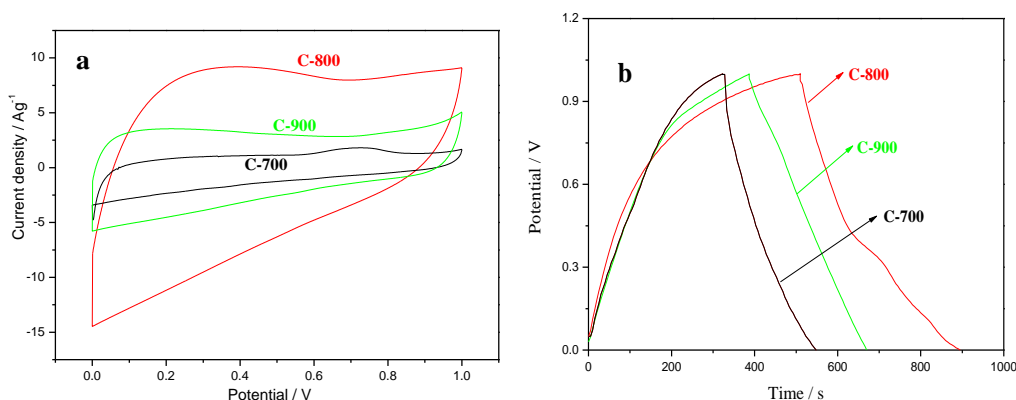 a
C-800
C-900
C-700
Current density / Ag-1
10
5
0
-5
-10
-15
0.0 0.2 0.4 0.6 0.8 1.0
Potential / V
b
C-800
C-900
C-700
Potential / V
1.2
0.9
0.6
0.3
0.0
0 200 400 600 800 1000
Time / s